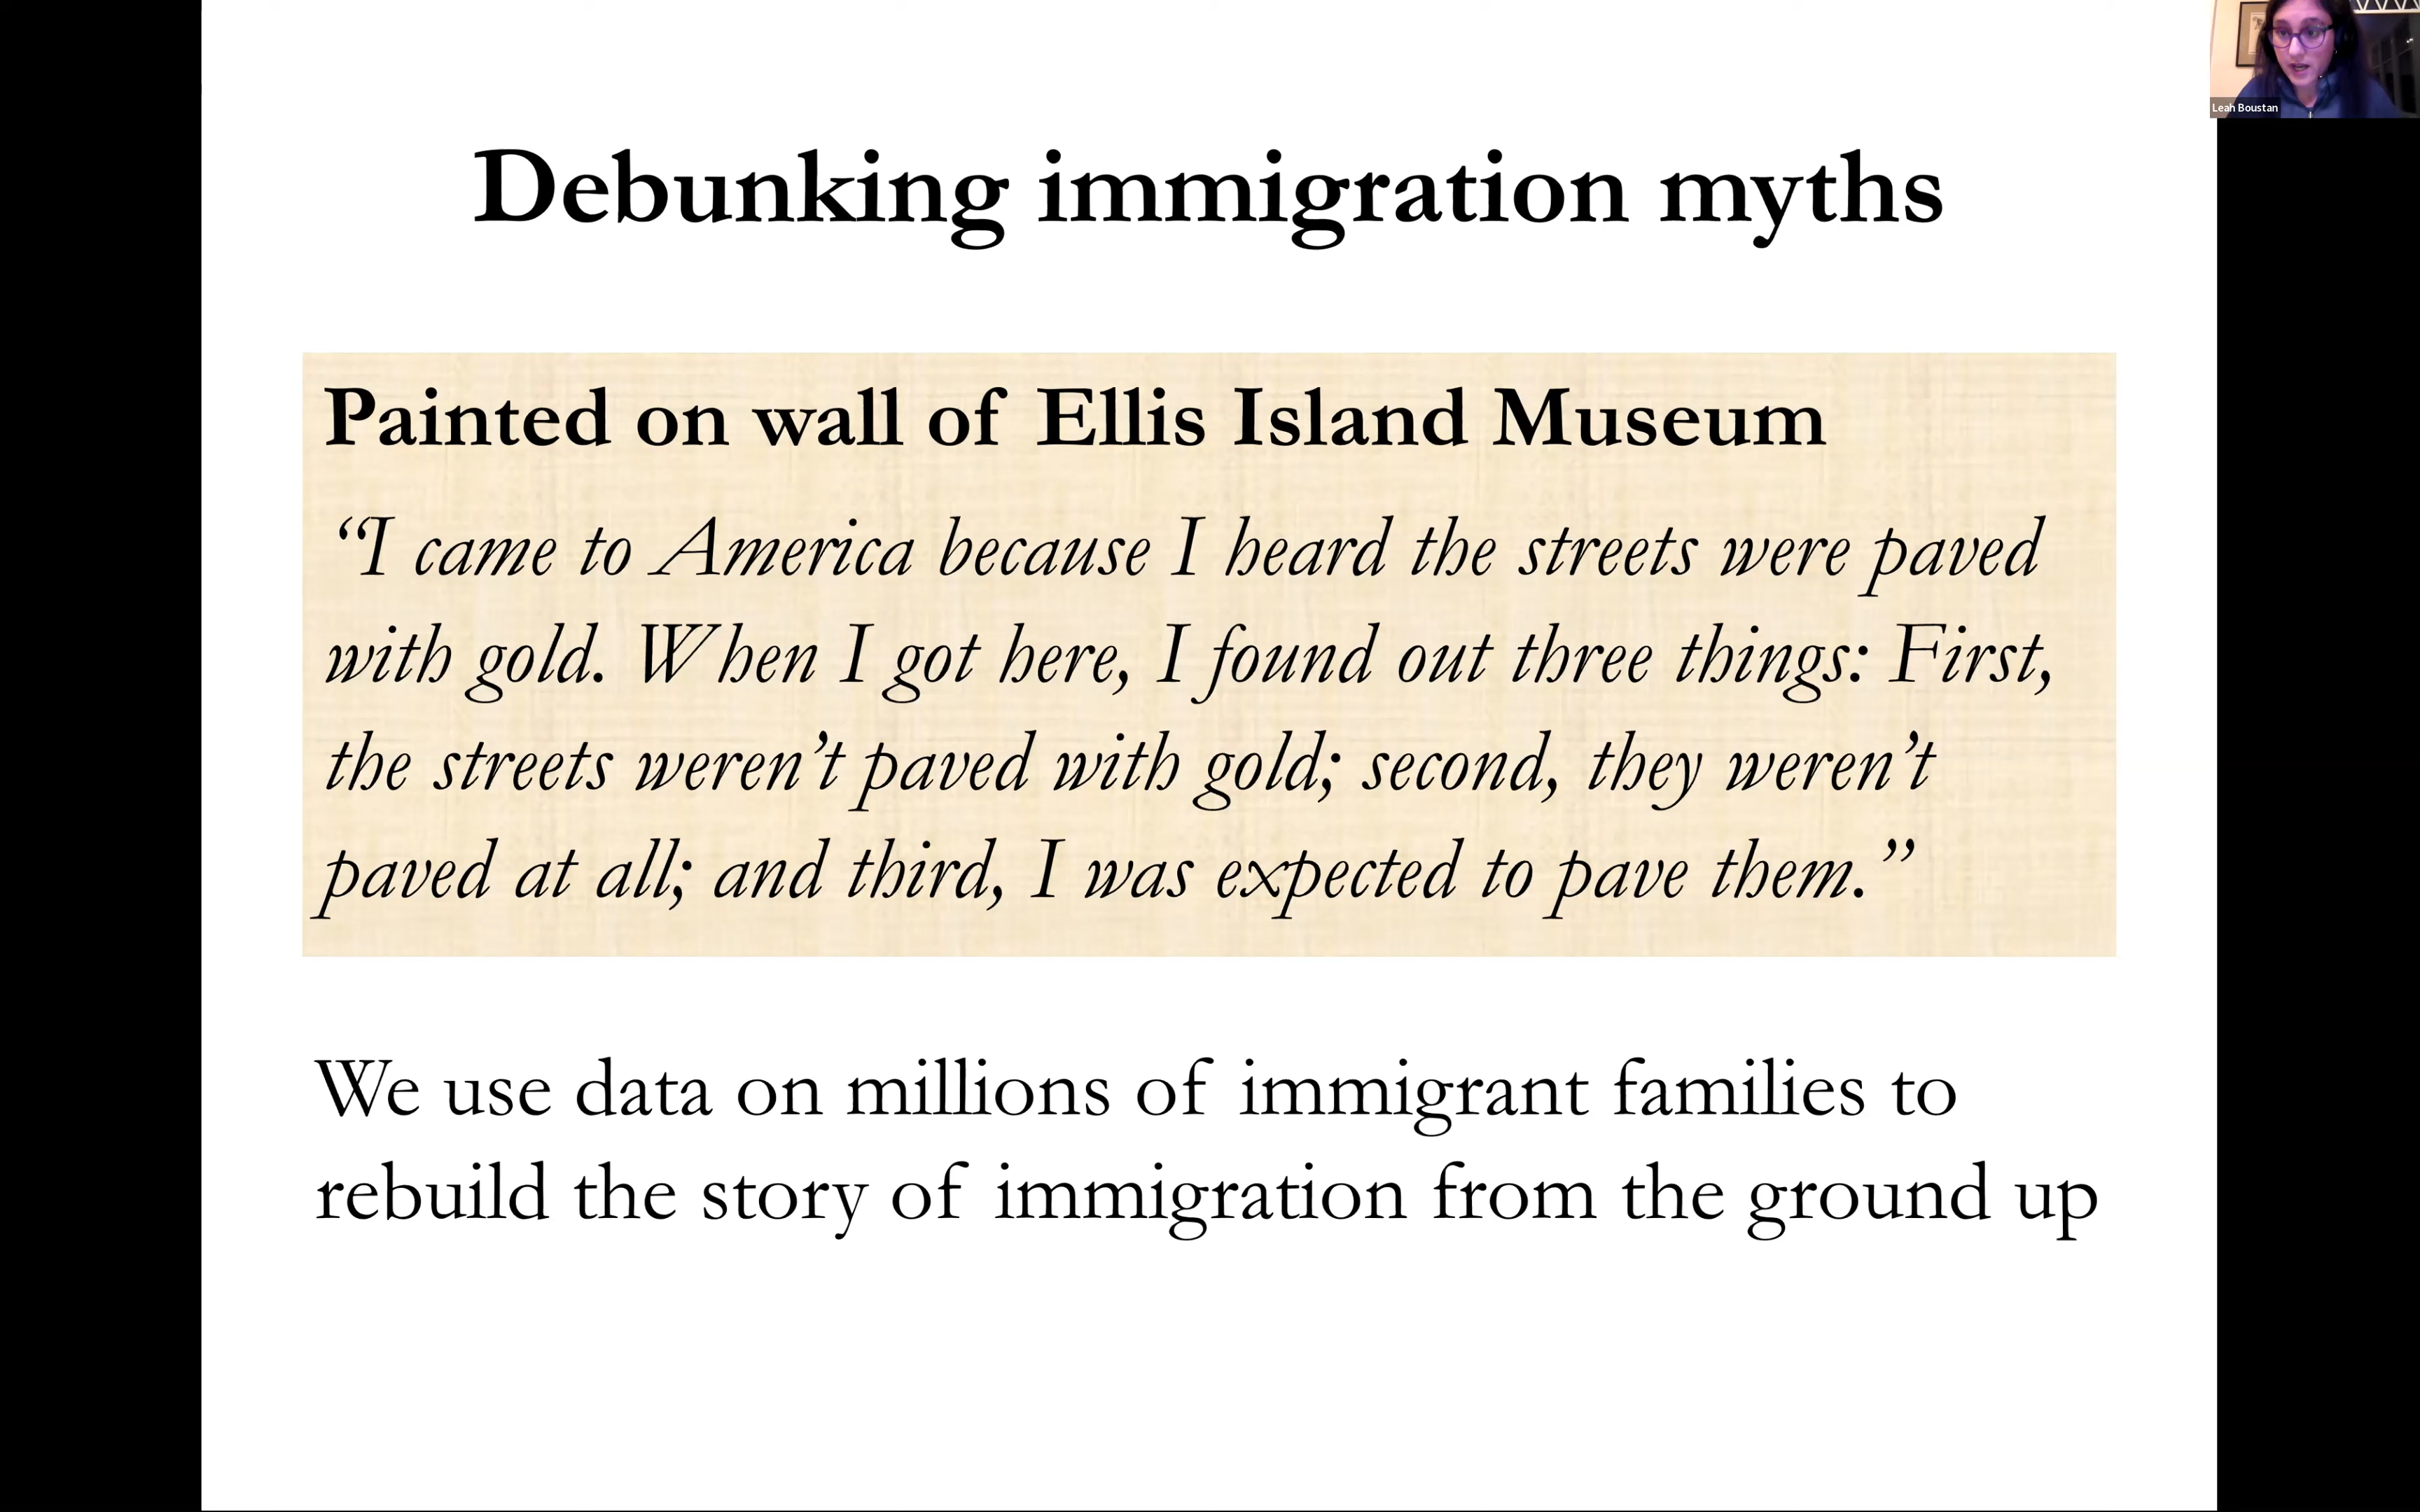 Leah Boustan
Debunking immigration myths
Painted on wall of Ellis Island Museum
“I came to America because I heard the streets were paved
with gold. When I got here, I found out three things: First,
the streets weren’t paved with gold; second, they weren’t
paved at all; and third, I was expected to pave them.”
We use data on millions of immigrant families to
rebuild the story of immigration from the ground up